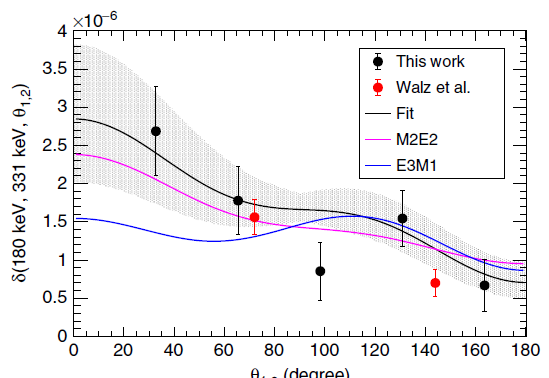 ×10⁻⁶
4
3.5
3
2.5
2
1.5
1
0.5
0
δ(180 keV, 331 keV, θ1,2)
This work
Walz et al.
Fit
M2E2
E3M1
0 20 40 60 80 100 120 140 160 180
(degree)